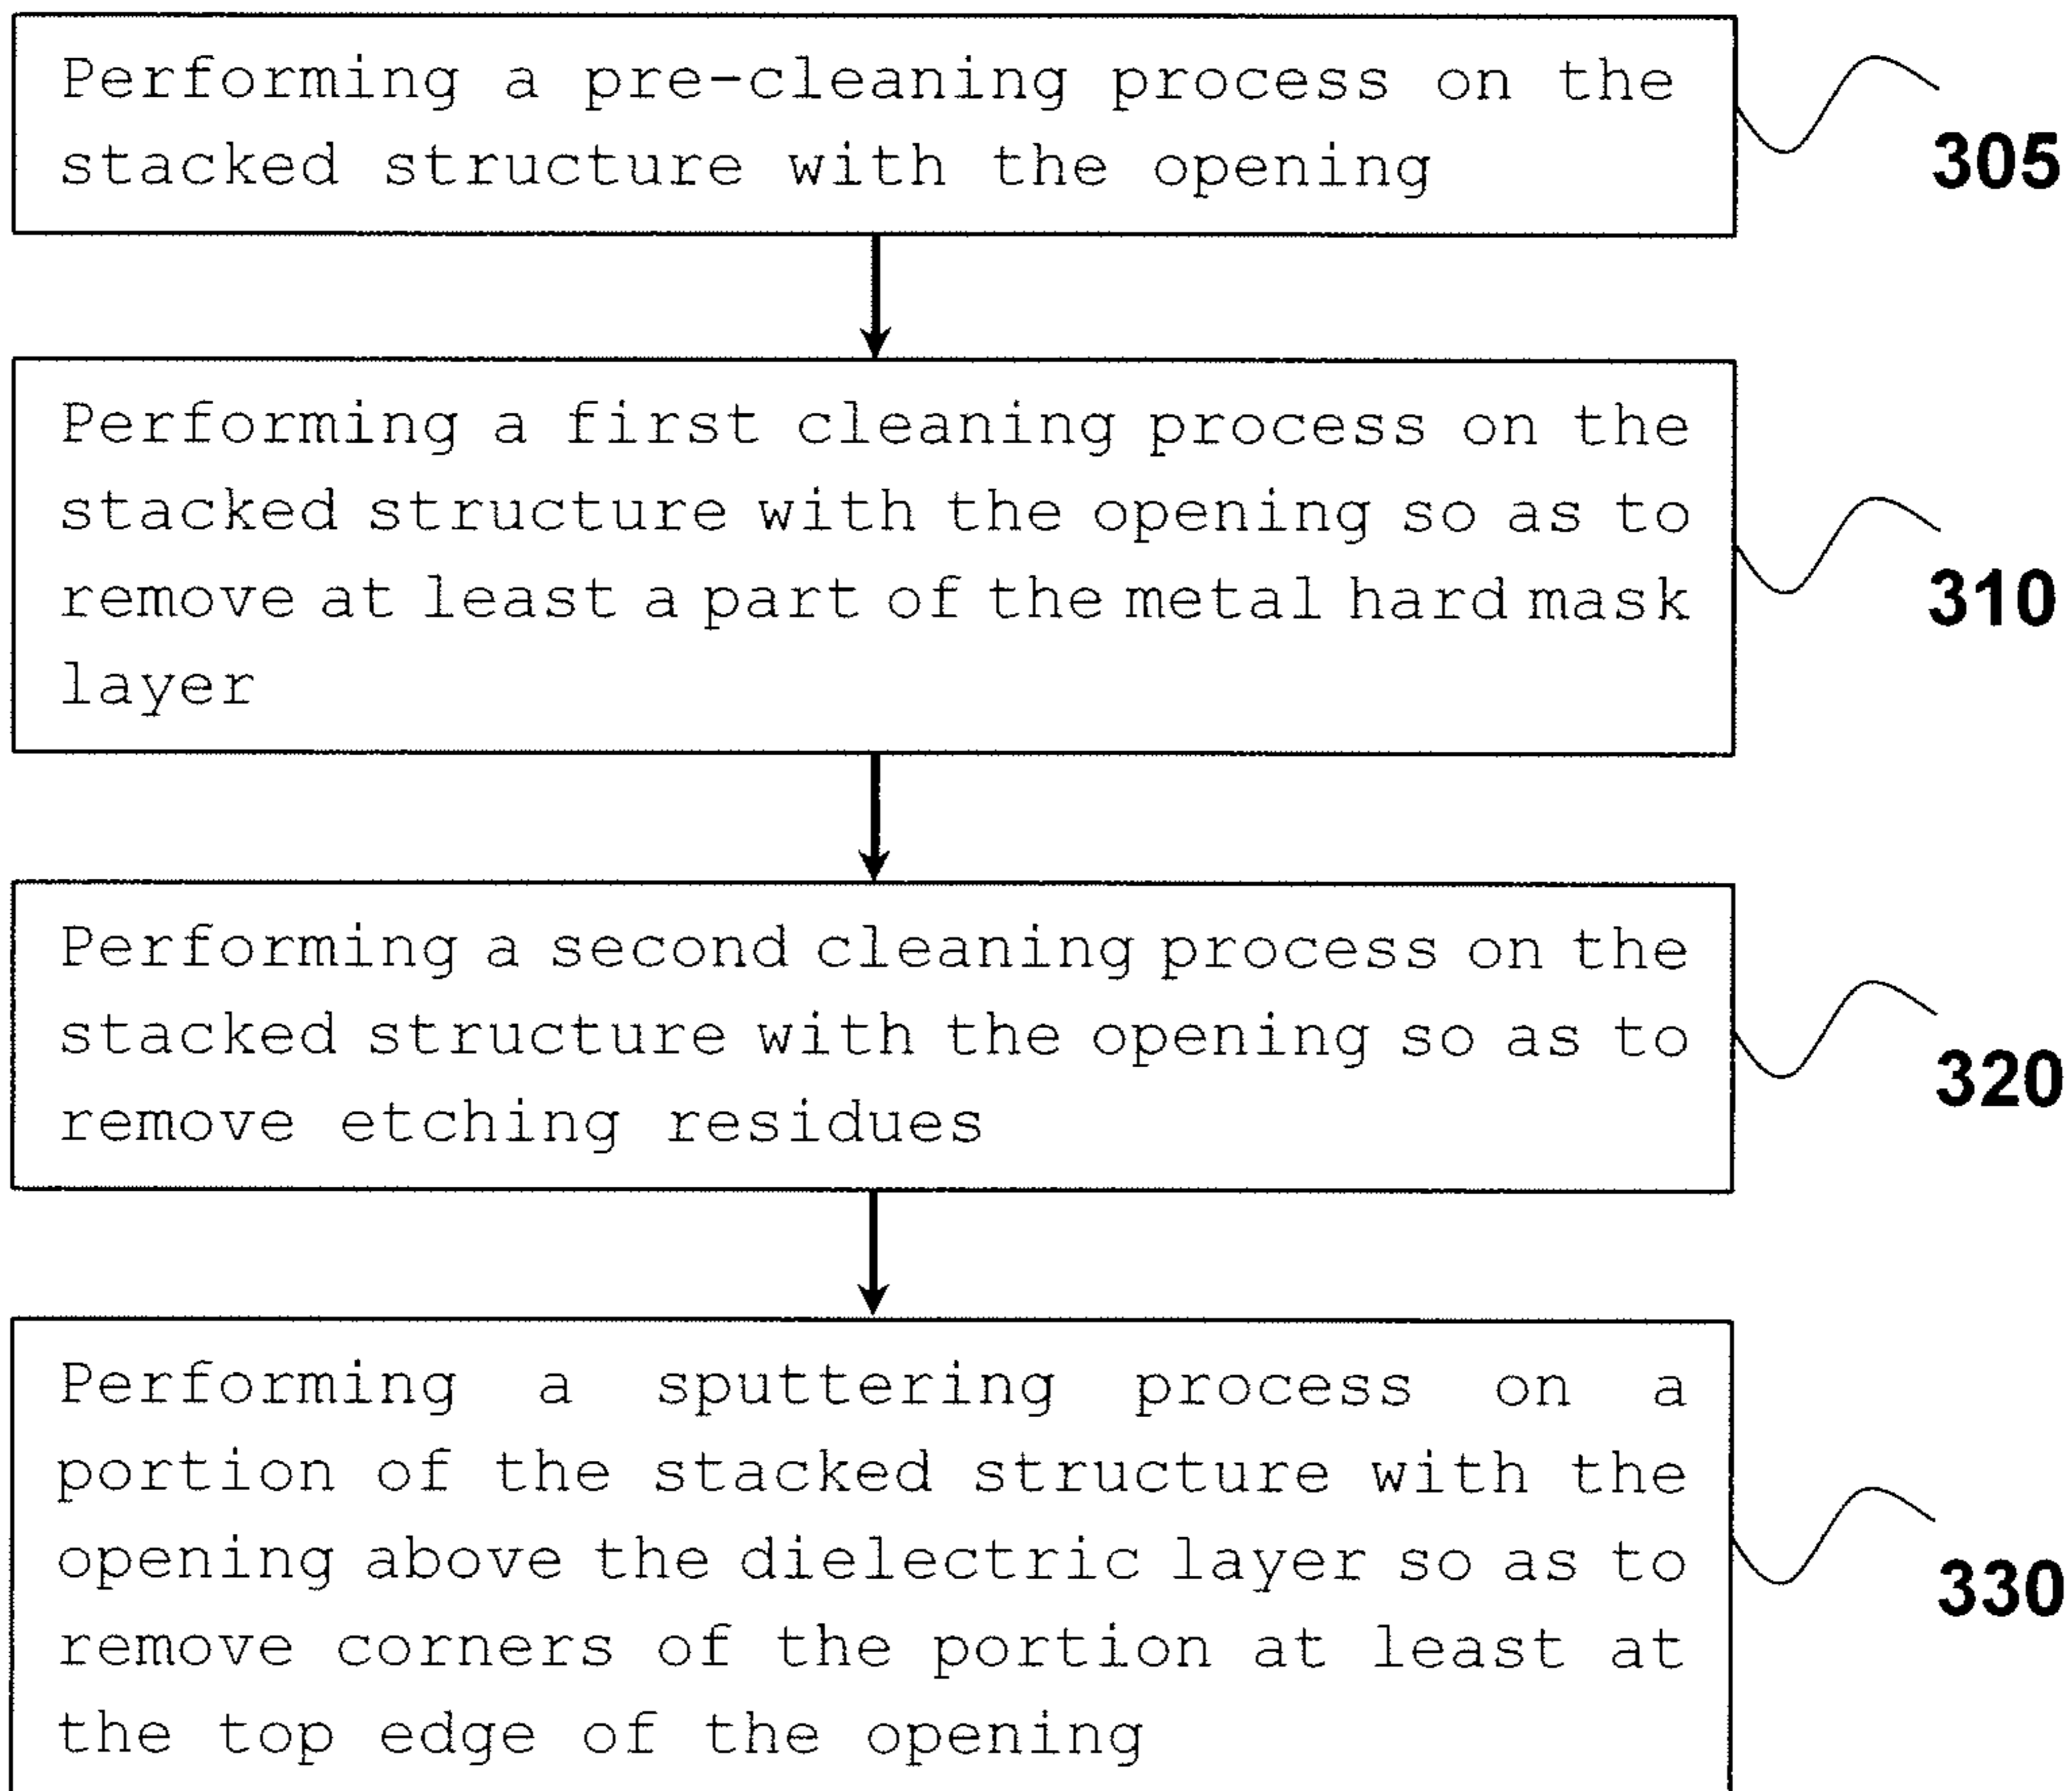 Performing a pre-cleaning process on the
stacked structure with the opening
305
Performing a first cleaning process on the
stacked structure with the opening so as to
remove at least a part of the metal hard mask
layer
310
Performing a second cleaning process on the
stacked structure with the opening so as to
remove etching residues
320
Performing a sputtering process on a
portion of the stacked structure with the
opening above the dielectric layer so as to
remove corners of the portion at least at
the top edge of the opening
330